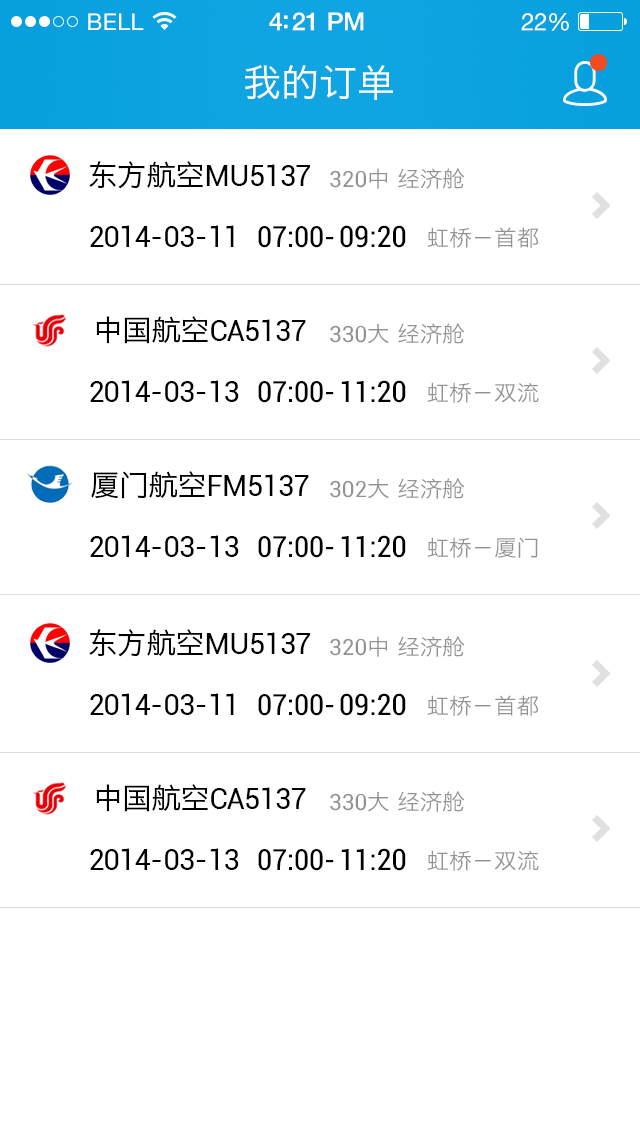 BELL 4:21 PM 22%
我的订单
东方航空MU5137 320中 经济舱
2014-03-11 07:00-09:20 虹桥－首都
中国航空CA5137 330大 经济舱
2014-03-13 07:00-11:20 虹桥－双流
厦门航空FM5137 302大 经济舱
2014-03-13 07:00-11:20 虹桥－厦门
东方航空MU5137 320中 经济舱
2014-03-11 07:00-09:20 虹桥－首都
中国航空CA5137 330大 经济舱
2014-03-13 07:00-11:20 虹桥－双流